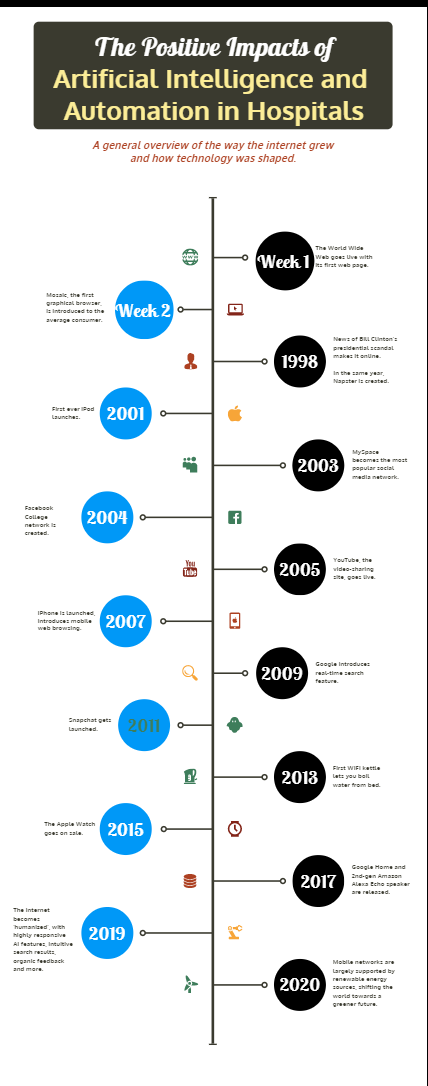 The Positive Impacts of
Artificial Intelligence and
Automation in Hospitals
A general overview of the way the internet grew
and how technology was shaped.
www
Week 1
The World Wide
Web goes live with
its first web page.
Mosaic, the first
graphical browser,
is introduced to the
average consumer.
Week 2
1998
News of Bill Clinton's
presidential scandal
makes it online.
In the same year,
Napster is created.
First ever iPod
launches.
2001
2003
MySpace
becomes the most
popular social
media network.
Facebook
College
network is
created.
2004
You
Tube
2005
YouTube, the
video-sharing
site, goes live.
iPhone is launched,
introduces mobile
web browsing.
2007
2009
Google introduces
real-time search
feature.
Snapchat gets
launched.
2011
2013
First WIFI kettle
lets you boil
water from bed.
The Apple Watch
goes on sale.
2015
2017
Google Home and
2nd-gen Amazon
Alexa Echo speaker
are released.
The internet
becomes
'humanized', with
highly responsive
AI features, intuitive
search results,
organic feedback
and more.
2019
2020
Mobile networks are
largely supported by
renewable energy
sources, shifting the
world towards a
greener future.